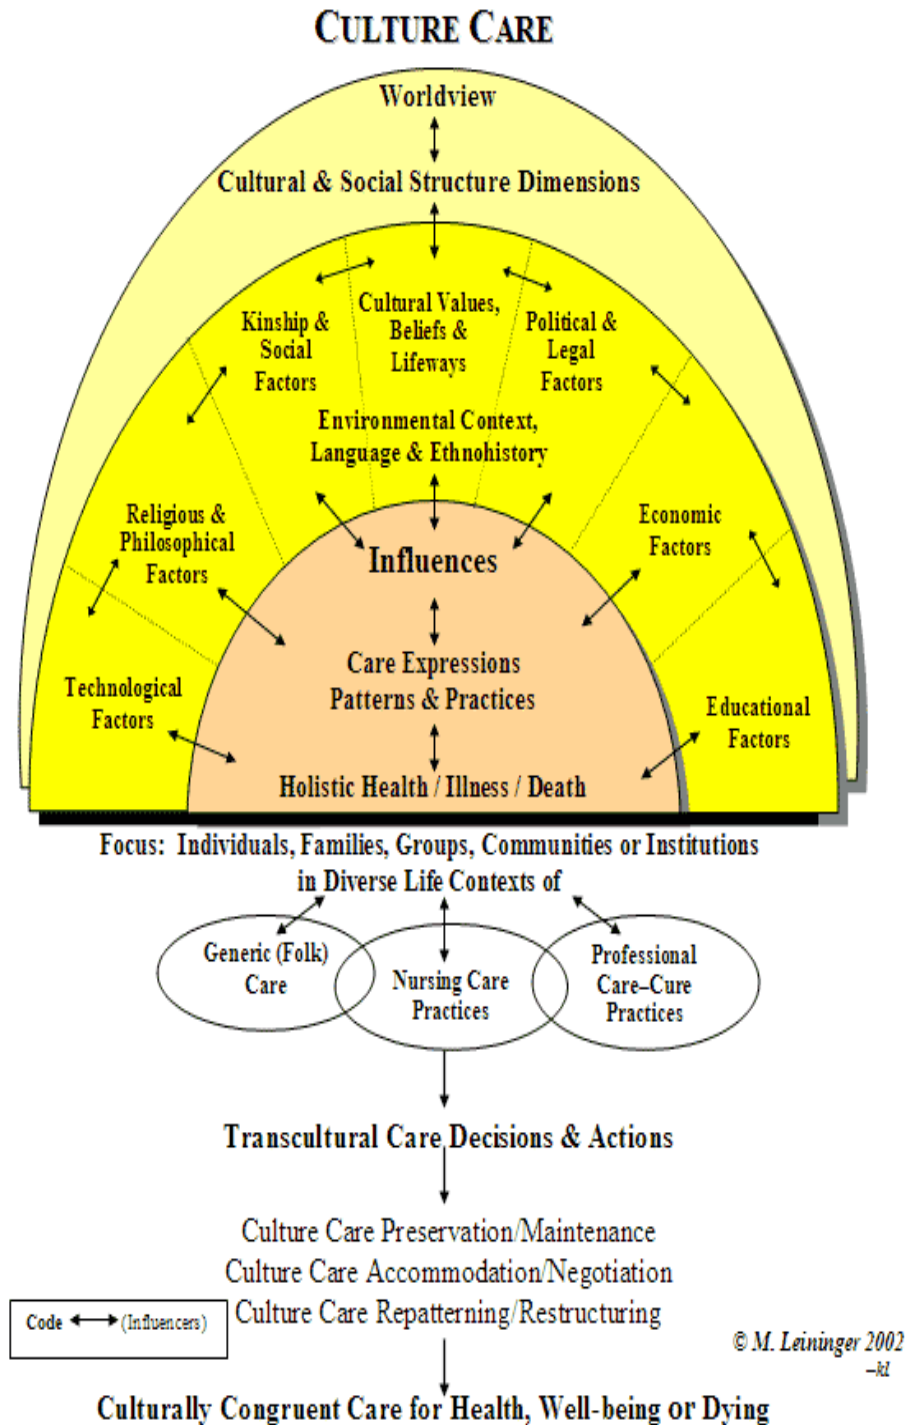 CULTURE CARE
Worldview
Cultural & Social Structure Dimensions
Kinship &
Social
Factors
Cultural Values,
Beliefs &
Lifeways
Political &
Legal
Factors
Environmental Context,
Language & Ethnohistory
Religious &
Philosophical
Factors
Economic
Factors
Influences
Care Expressions
Patterns & Practices
Technological
Factors
Educational
Factors
Holistic Health / Illness / Death
Focus: Individuals, Families, Groups, Communities or Institutions
in Diverse Life Contexts of
Generic (Folk)
Care
Nursing Care
Practices
Professional
Care–Cure
Practices
Transcultural Care Decisions & Actions
Culture Care Preservation/Maintenance
Culture Care Accommodation/Negotiation
Culture Care Repatterning/Restructuring
Code (Influencers)
© M. Leininger 2002
–kl
Culturally Congruent Care for Health, Well-being or Dying